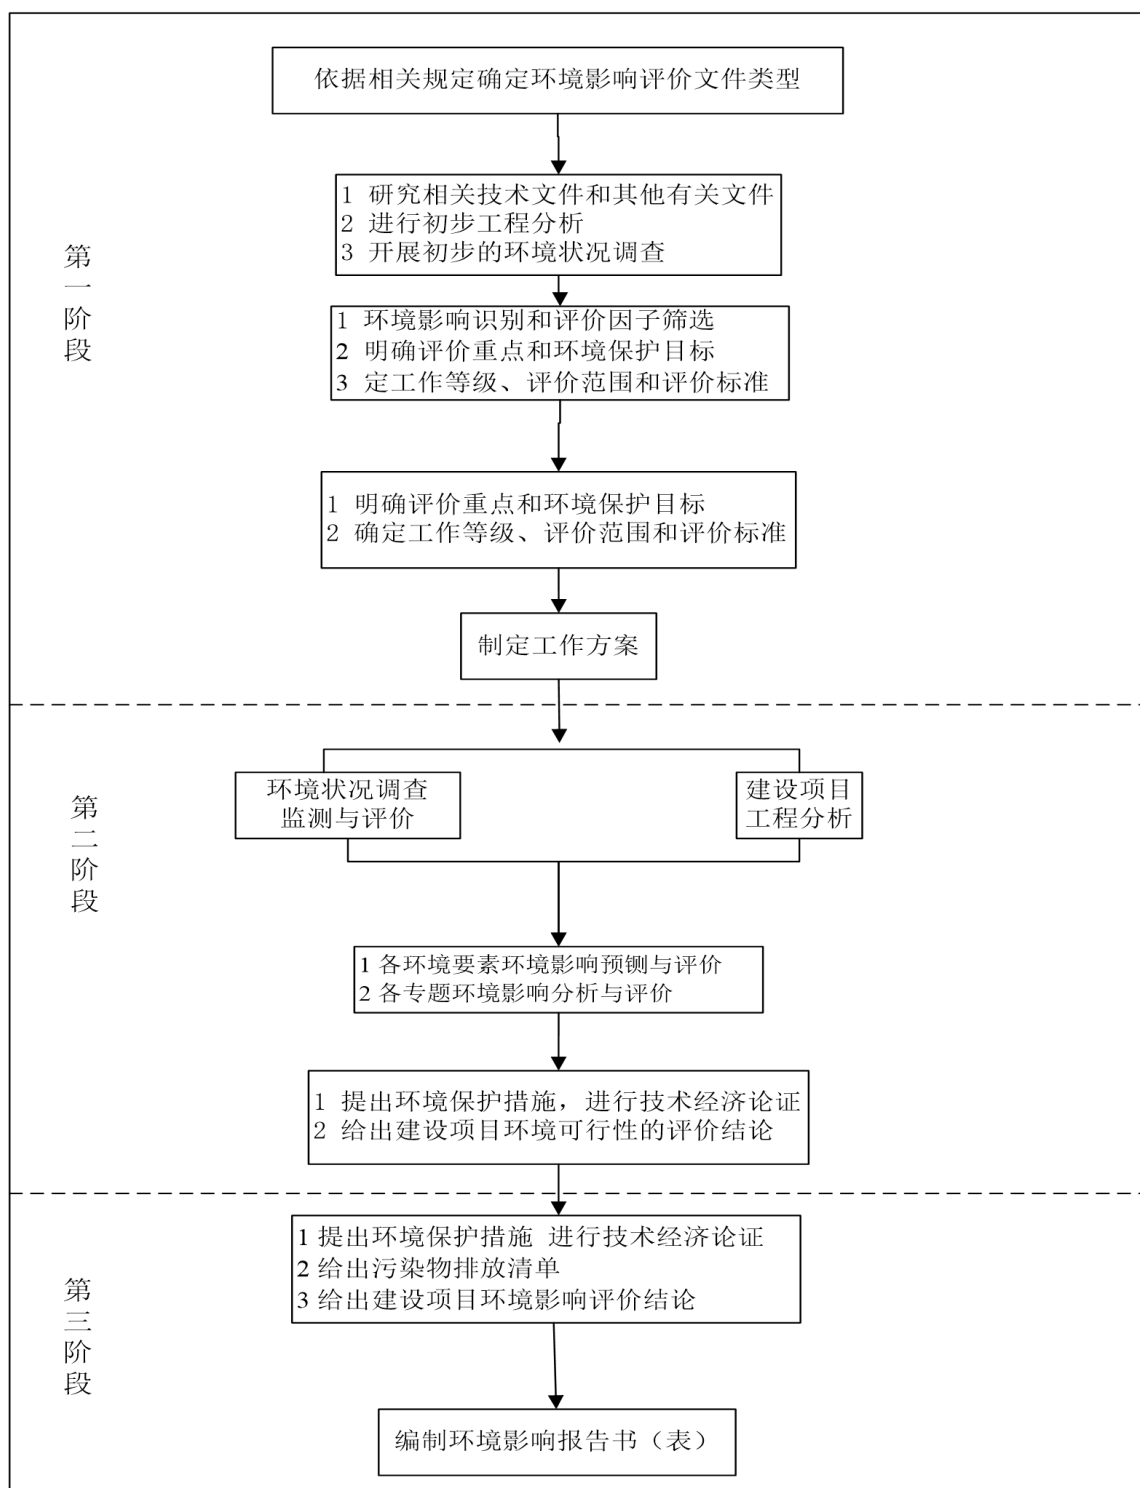 依据相关规定确定环境影响评价文件类型
1 研究相关技术文件和其他有关文件
2 进行初步工程分析
3 开展初步的环境状况调查
第一阶段
1 环境影响识别和评价因子筛选
2 明确评价重点和环境保护目标
3 定工作等级、评价范围和评价标准
1 明确评价重点和环境保护目标
2 确定工作等级、评价范围和评价标准
制定工作方案
第二阶段
环境状况调查
监测与评价
建设项目
工程分析
1 各环境要素环境影响预铡与评价
2 各专题环境影响分析与评价
1 提出环境保护措施，进行技术经济论证
2 给出建设项目环境可行性的评价结论
第三阶段
1 提出环境保护措施 进行技术经济论证
2 给出污染物排放清单
3 给出建设项目环境影响评价结论
编制环境影响报告书（表）